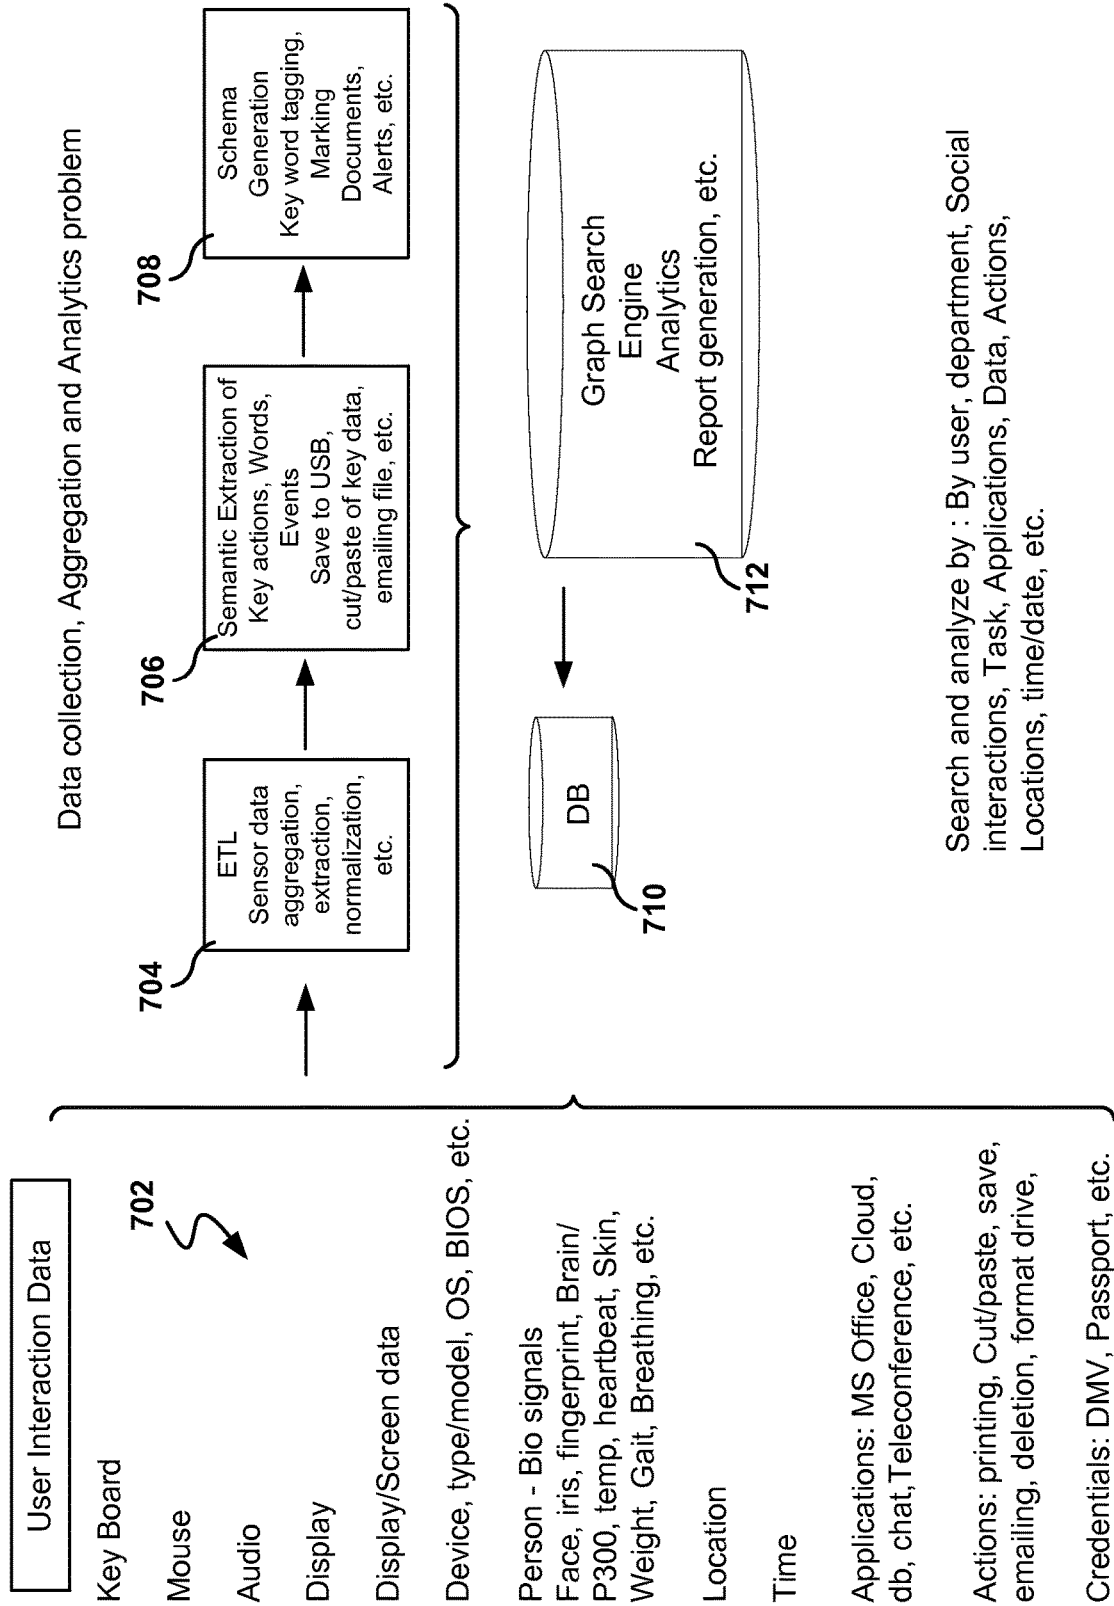 Data collection, Aggregation and Analytics problem
User Interaction Data
Key Board
Mouse
Audio
Display
Display/Screen data
Device, type/model, OS, BIOS, etc.
Person - Bio signals
Face, iris, fingerprint, Brain/
P300, temp, heartbeat, Skin,
Weight, Gait, Breathing, etc.
Location
Time
Applications: MS Office, Cloud,
db, chat,Teleconference, etc.
Actions: printing, Cut/paste, save,
emailing, deletion, format drive,
Credentials: DMV, Passport, etc.
702
704
ETL
Sensor data
aggregation,
extraction,
normalization,
etc.
706
Semantic Extraction of
Key actions, Words,
Events
Save to USB,
cut/paste of key data,
emailing file, etc.
708
Schema
Generation
Key word tagging,
Marking
Documents,
Alerts, etc.
DB
710
Graph Search
Engine
Analytics
Report generation, etc.
712
Search and analyze by : By user, department, Social
interactions, Task, Applications, Data, Actions,
Locations, time/date, etc.